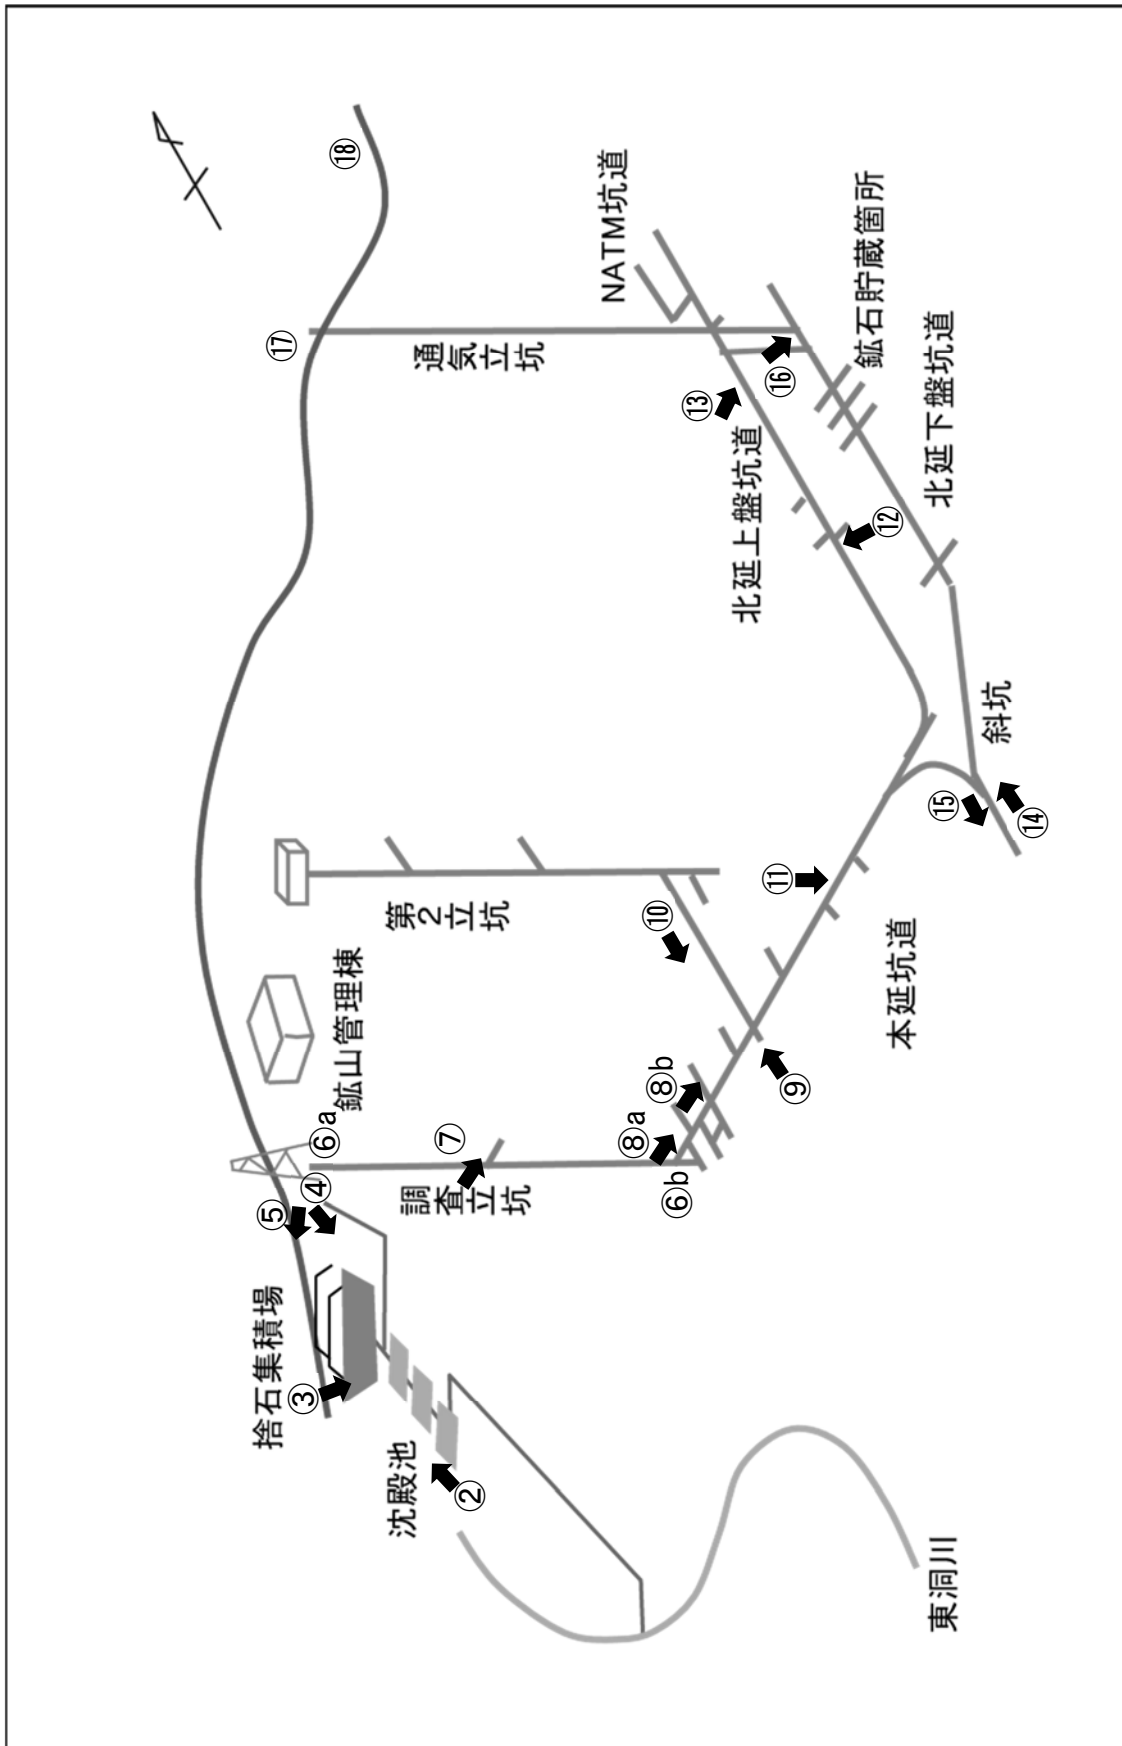 捨石集積場
⑤
⑰
③
④
⑥a
鉱山管理棟
⑱
沈殿池
調査立坑
第2立坑
通気立坑
⑦
②
NATM坑道
⑧a
⑩
⑧b
⑥b
⑬
北延上盤坑道
⑪
⑯
⑨
鉱石貯蔵箇所
⑫
本延坑道
北延下盤坑道
東洞川
⑮
斜坑
⑭